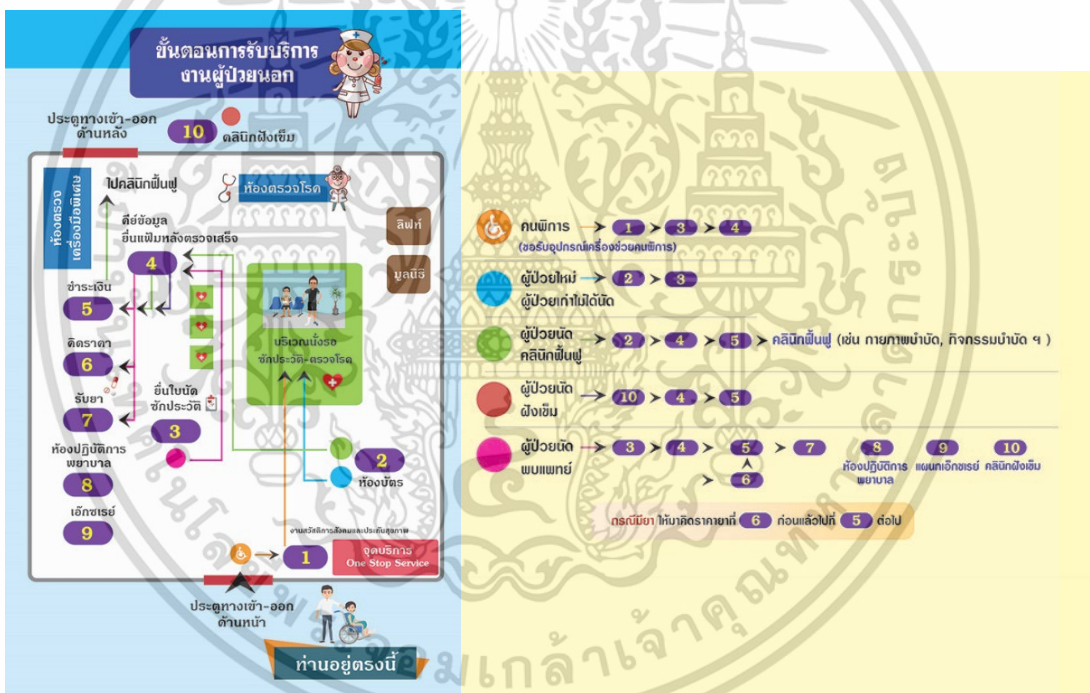 ขั้นตอนการรับบริการ
งานผู้ป่วยนอก
ประตูทางเข้า-ออก
ด้านหลัง
10
คลินิกฝังเข็ม
ห้องตรวจ
ไปคลินิกฟื้นฟู
ห้องตรวจโรค
คีย์ข้อมูล
ยื่นแฟ้มหลังตรวจเสร็จ
4
ลิฟท์
มูลนิธิ
ชำระเงิน
5
คิดราคา
6
บริเวณนั่งรอ
ซักประวัติ-ตรวจโรค
รับยา
7
ยื่นใบนัด
ซักประวัติ
3
ห้องปฏิบัติการ
พยาบาล
8
2
ห้องบัตร
เอ็กซเรย์
9
งานสวัสดิการสังคมและประกันสุขภาพ
1
จุดบริการ
One Stop Service
ประตูทางเข้า-ออก
ด้านหน้า
ท่านอยู่ตรงนี้
คนพิการ 1 > 3 > 4
(ขอรับอุปกรณ์เครื่องช่วยคนพิการ)
ผู้ป่วยใหม่ 2 > 3
ผู้ป่วยเก่าไม่ได้นัด
ผู้ป่วยนัด
คลินิกฟื้นฟู 2 > 4 > 5 > คลินิกฟื้นฟู (เช่น กายภาพบำบัด, กิจกรรมบำบัด ฯ )
ผู้ป่วยนัด
ฝังเข็ม 10 > 4 > 5
ผู้ป่วยนัด
พบแพทย์ 3 > 4 > 5 > 7 8 9 10
> 6
ห้องปฏิบัติการ
พยาบาล
แผนกเอ็กซเรย์
คลินิกฝังเข็ม
กรณีมียา ให้มาคิดราคายาที่ 6 ก่อนแล้วไปที่ 5 ต่อไป